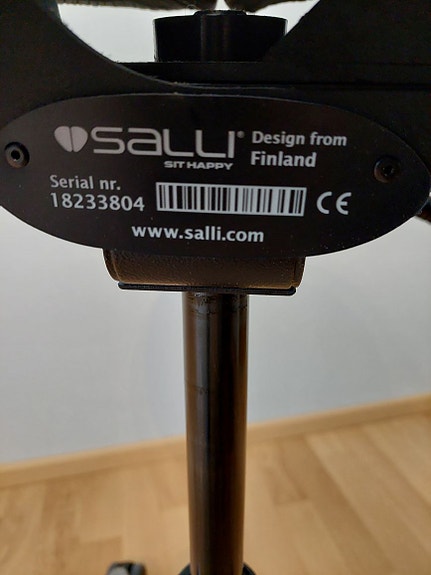 SALLI® Design from
SIT HAPPY Finland
Serial nr.
18233804 CE
www.salli.com